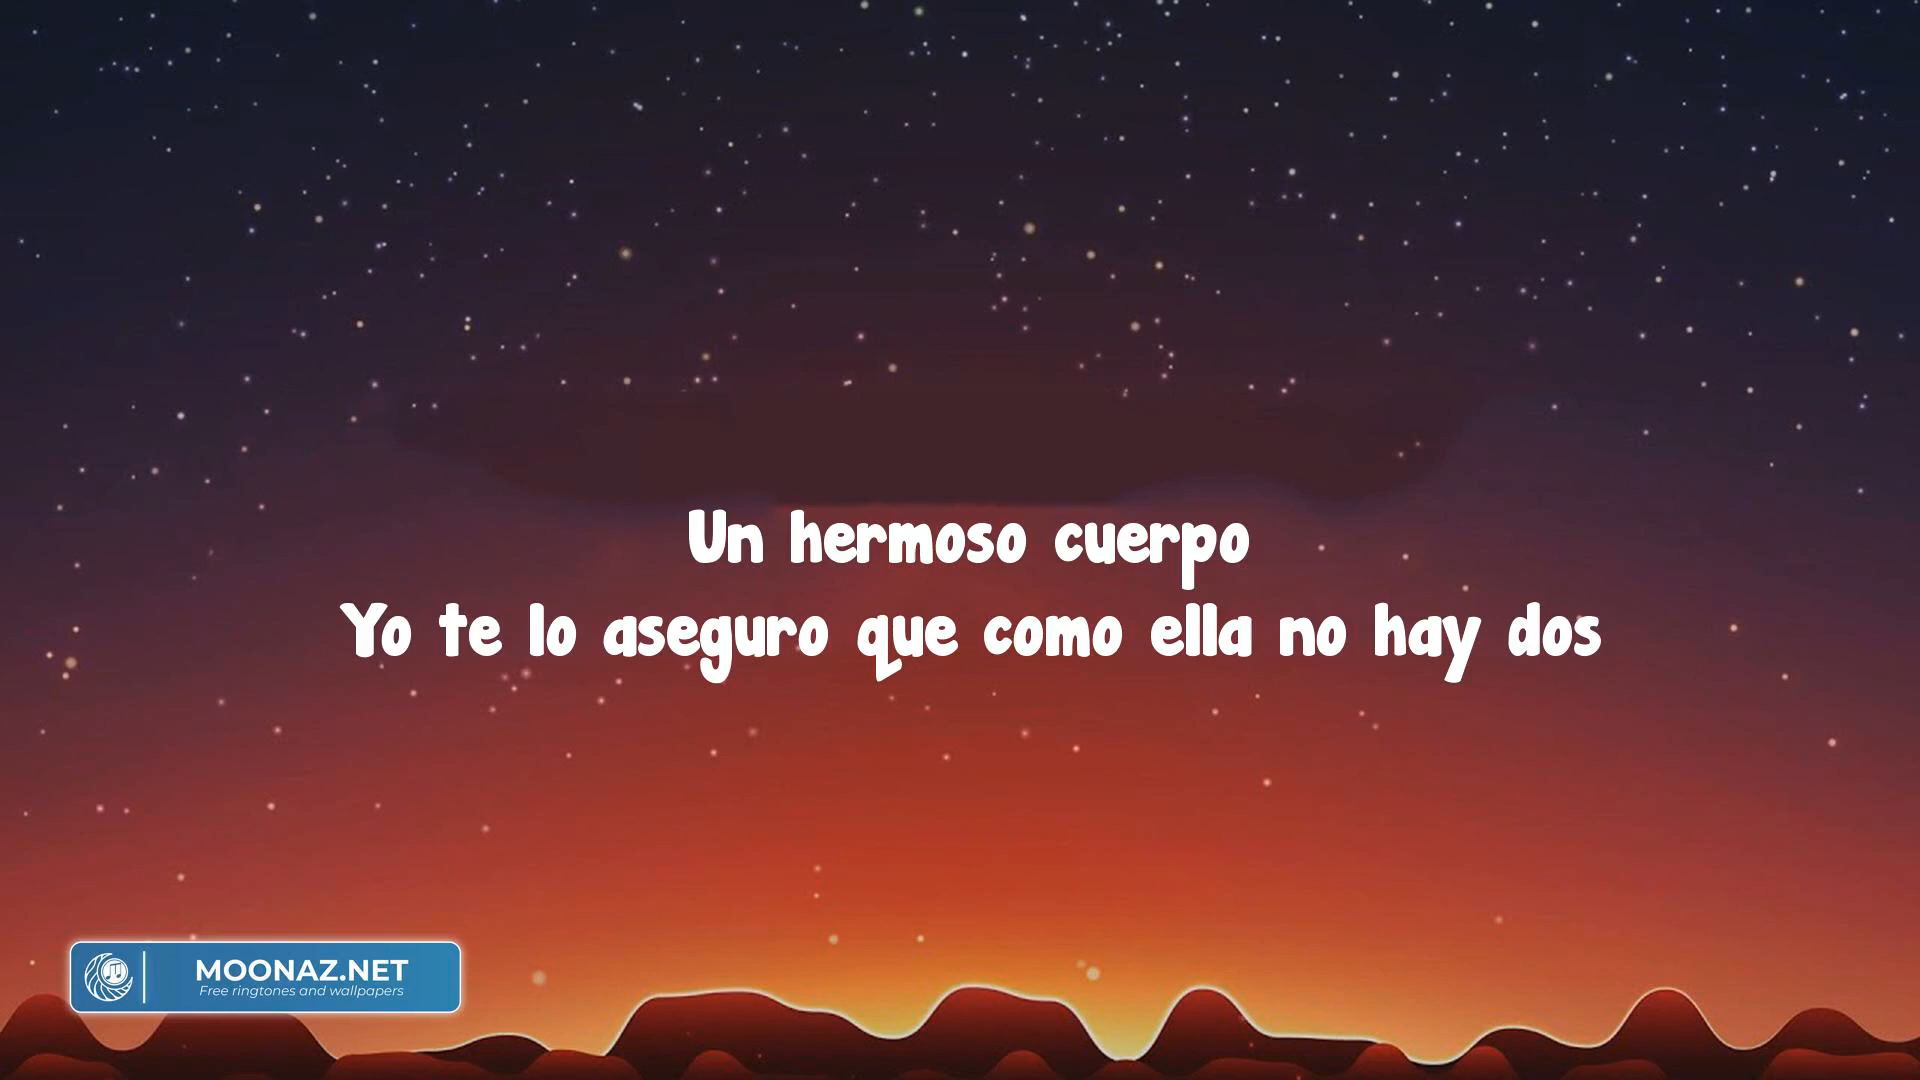 Un hermoso cuerpo
Yo te lo aseguro que como ella no hay dos
MOONAZ.NET
Free ringtones and wallpapers